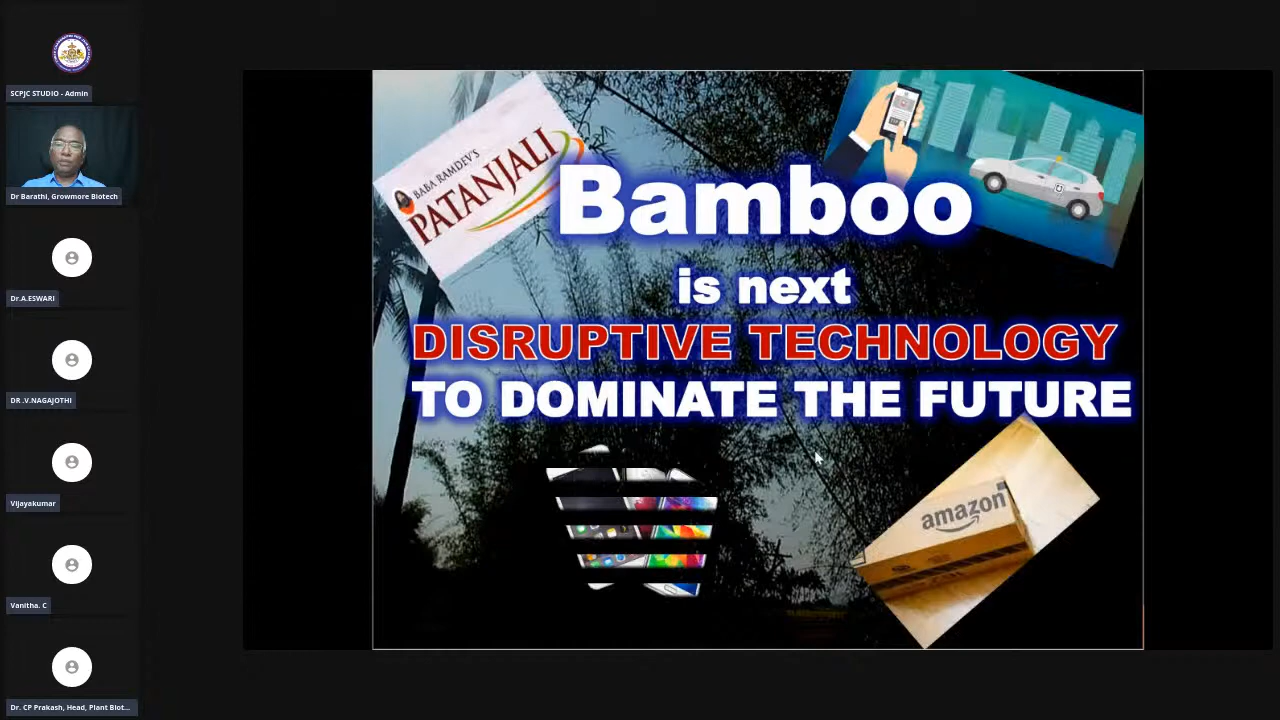 SCPJC STUDIO - Admin
Dr Barathi, Growmore Biotech
Dr.A.ESWARI
DR .V.NAGAJOTHI
Vijayakumar
Vanitha. C
Dr. CP Prakash, Head, Plant Biot...
BABA RAMDEV'S
PATANJALI
Bamboo
is next
DISRUPTIVE TECHNOLOGY
TO DOMINATE THE FUTURE
amazon